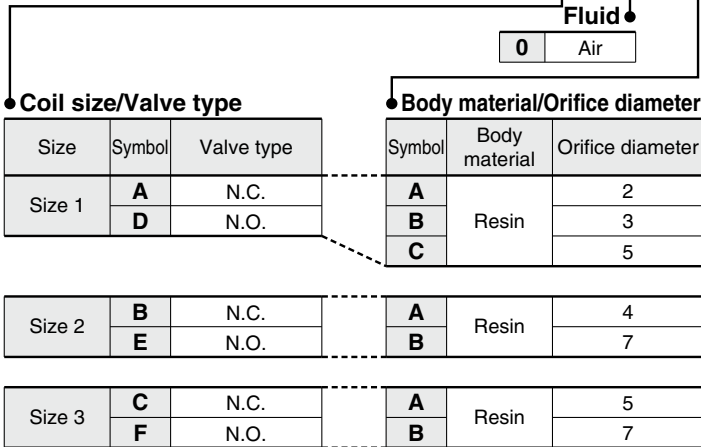 Fluid
0 Air
Coil size/Valve type
Size Symbol Valve type
Size 1 A N.C.
D N.O.
Size 2 B N.C.
E N.O.
Size 3 C N.C.
F N.O.
Body material/Orifice diameter
Symbol Body material Orifice diameter
A Resin 2
B 3
C 5
A Resin 4
B 7
A Resin 5
B 7